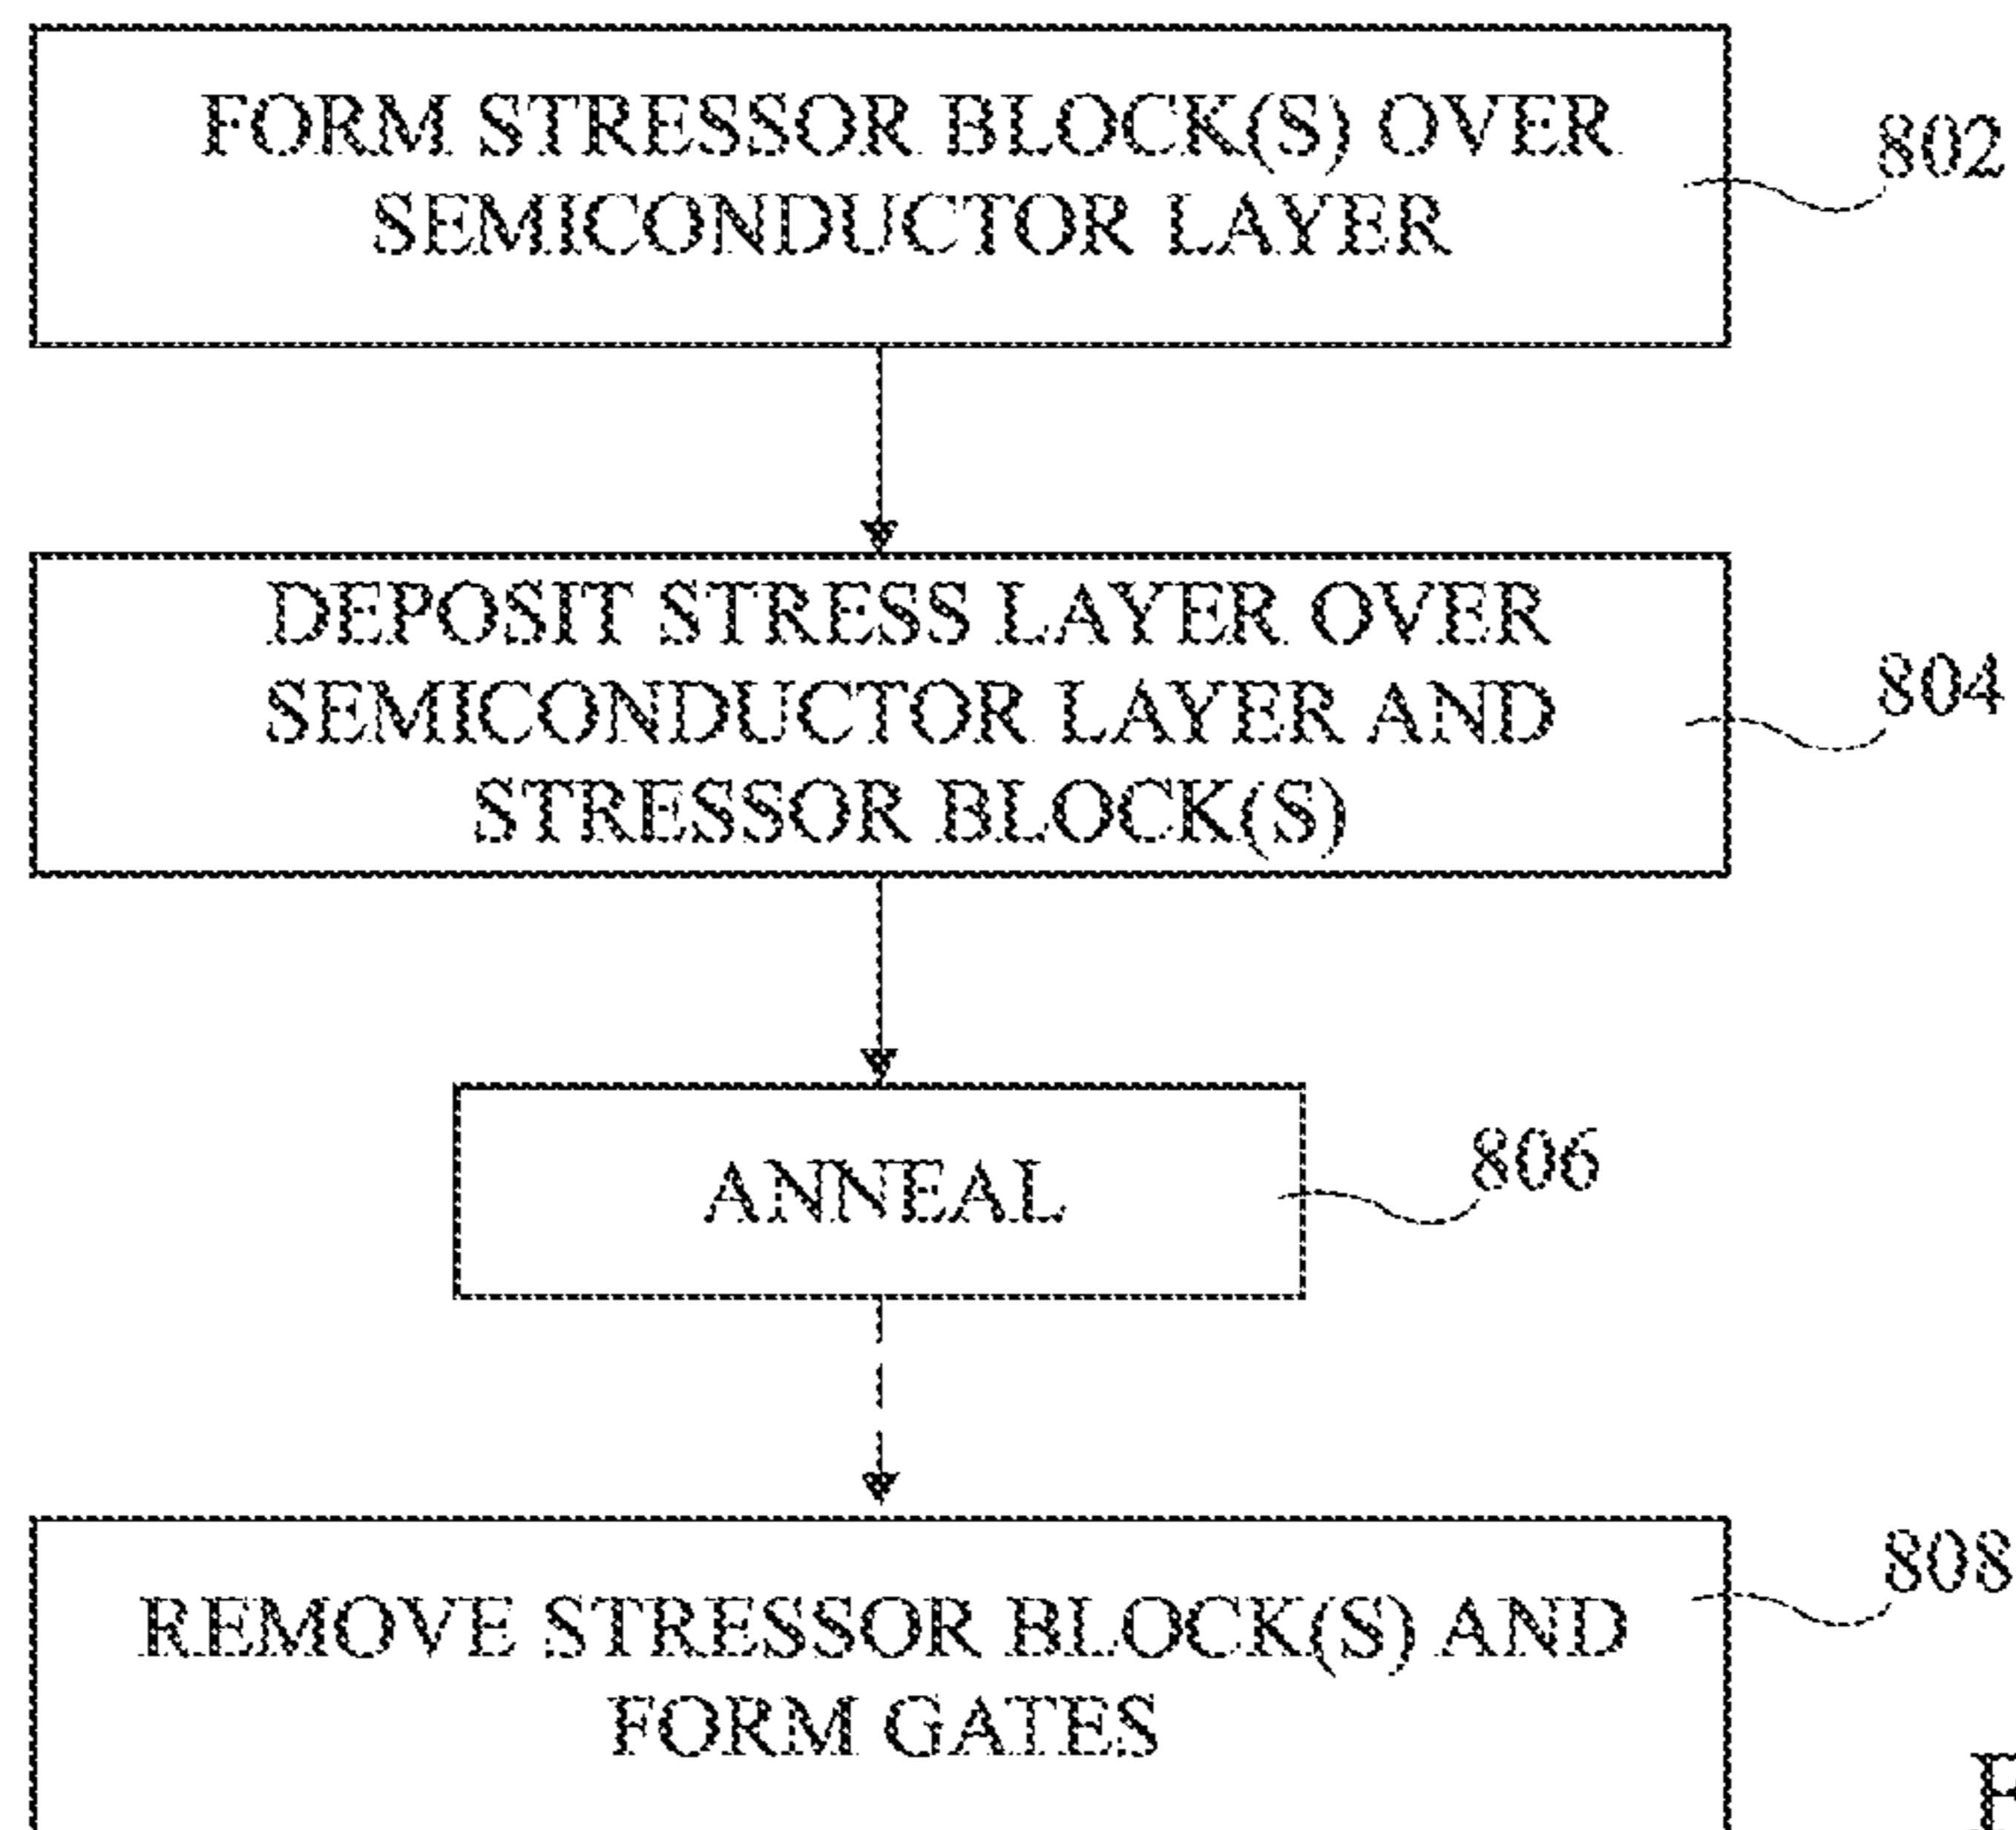 FORM STRESSOR BLOCK(S) OVER
SEMICONDUCTOR LAYER
802
DEPOSIT STRESS LAYER OVER
SEMICONDUCTOR LAYER AND
STRESSOR BLOCK(S)
804
ANNEAL
806
REMOVE STRESSOR BLOCK(S) AND
FORM GATES
808